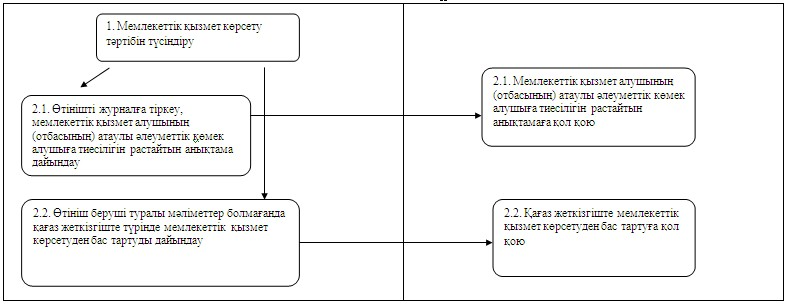 1. Мемлекеттік қызмет көрсету
тәртібін түсіндіру
2.1. Өтінішті журналға тіркеу,
мемлекеттік қызмет алушының
(отбасының) атаулы әлеуметтік көмек
алушыға тиесілігін растайтын анықтама
дайындау
2.1. Мемлекеттік қызмет алушының
(отбасының) атаулы әлеуметтік көмек
алушыға тиесілігін растайтын
анықтамаға қол қою
2.2. Өтініш беруші туралы мәліметтер болмағанда
қағаз жеткізгіште түрінде мемлекеттік қызмет
көрсетуден бас тартуды дайындау
2.2. Қағаз жеткізгіште мемлекеттік
қызмет көрсетуден бас тартуға қол
қою